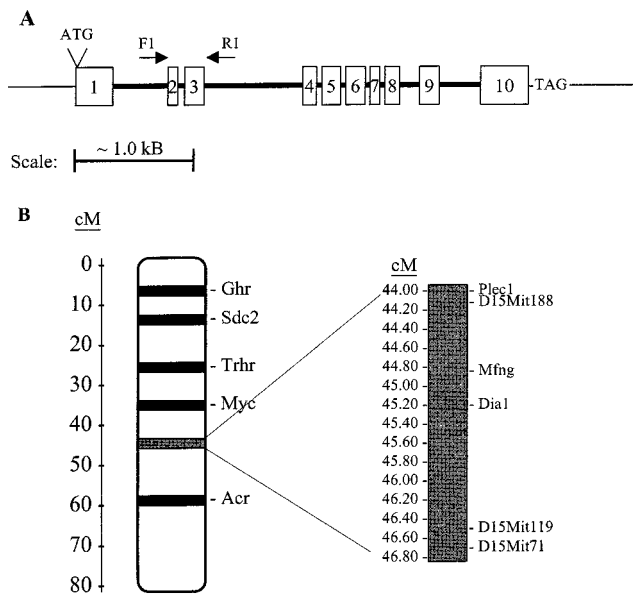 A
ATG
F1 R1
1 2 3 4 5 6 7 8 9 10 TAG
Scale: ~ 1.0 kB
B
cM
0
10
20
30
40
50
60
70
80
Ghr
Sdc2
Trhr
Myc
Acr
cM
44.00
44.20
44.40
44.60
44.80
45.00
45.20
45.40
45.60
45.80
46.00
46.20
46.40
46.60
46.80
Plec1
D15Mit188
Mfng
Dia1
D15Mit119
D15Mit71